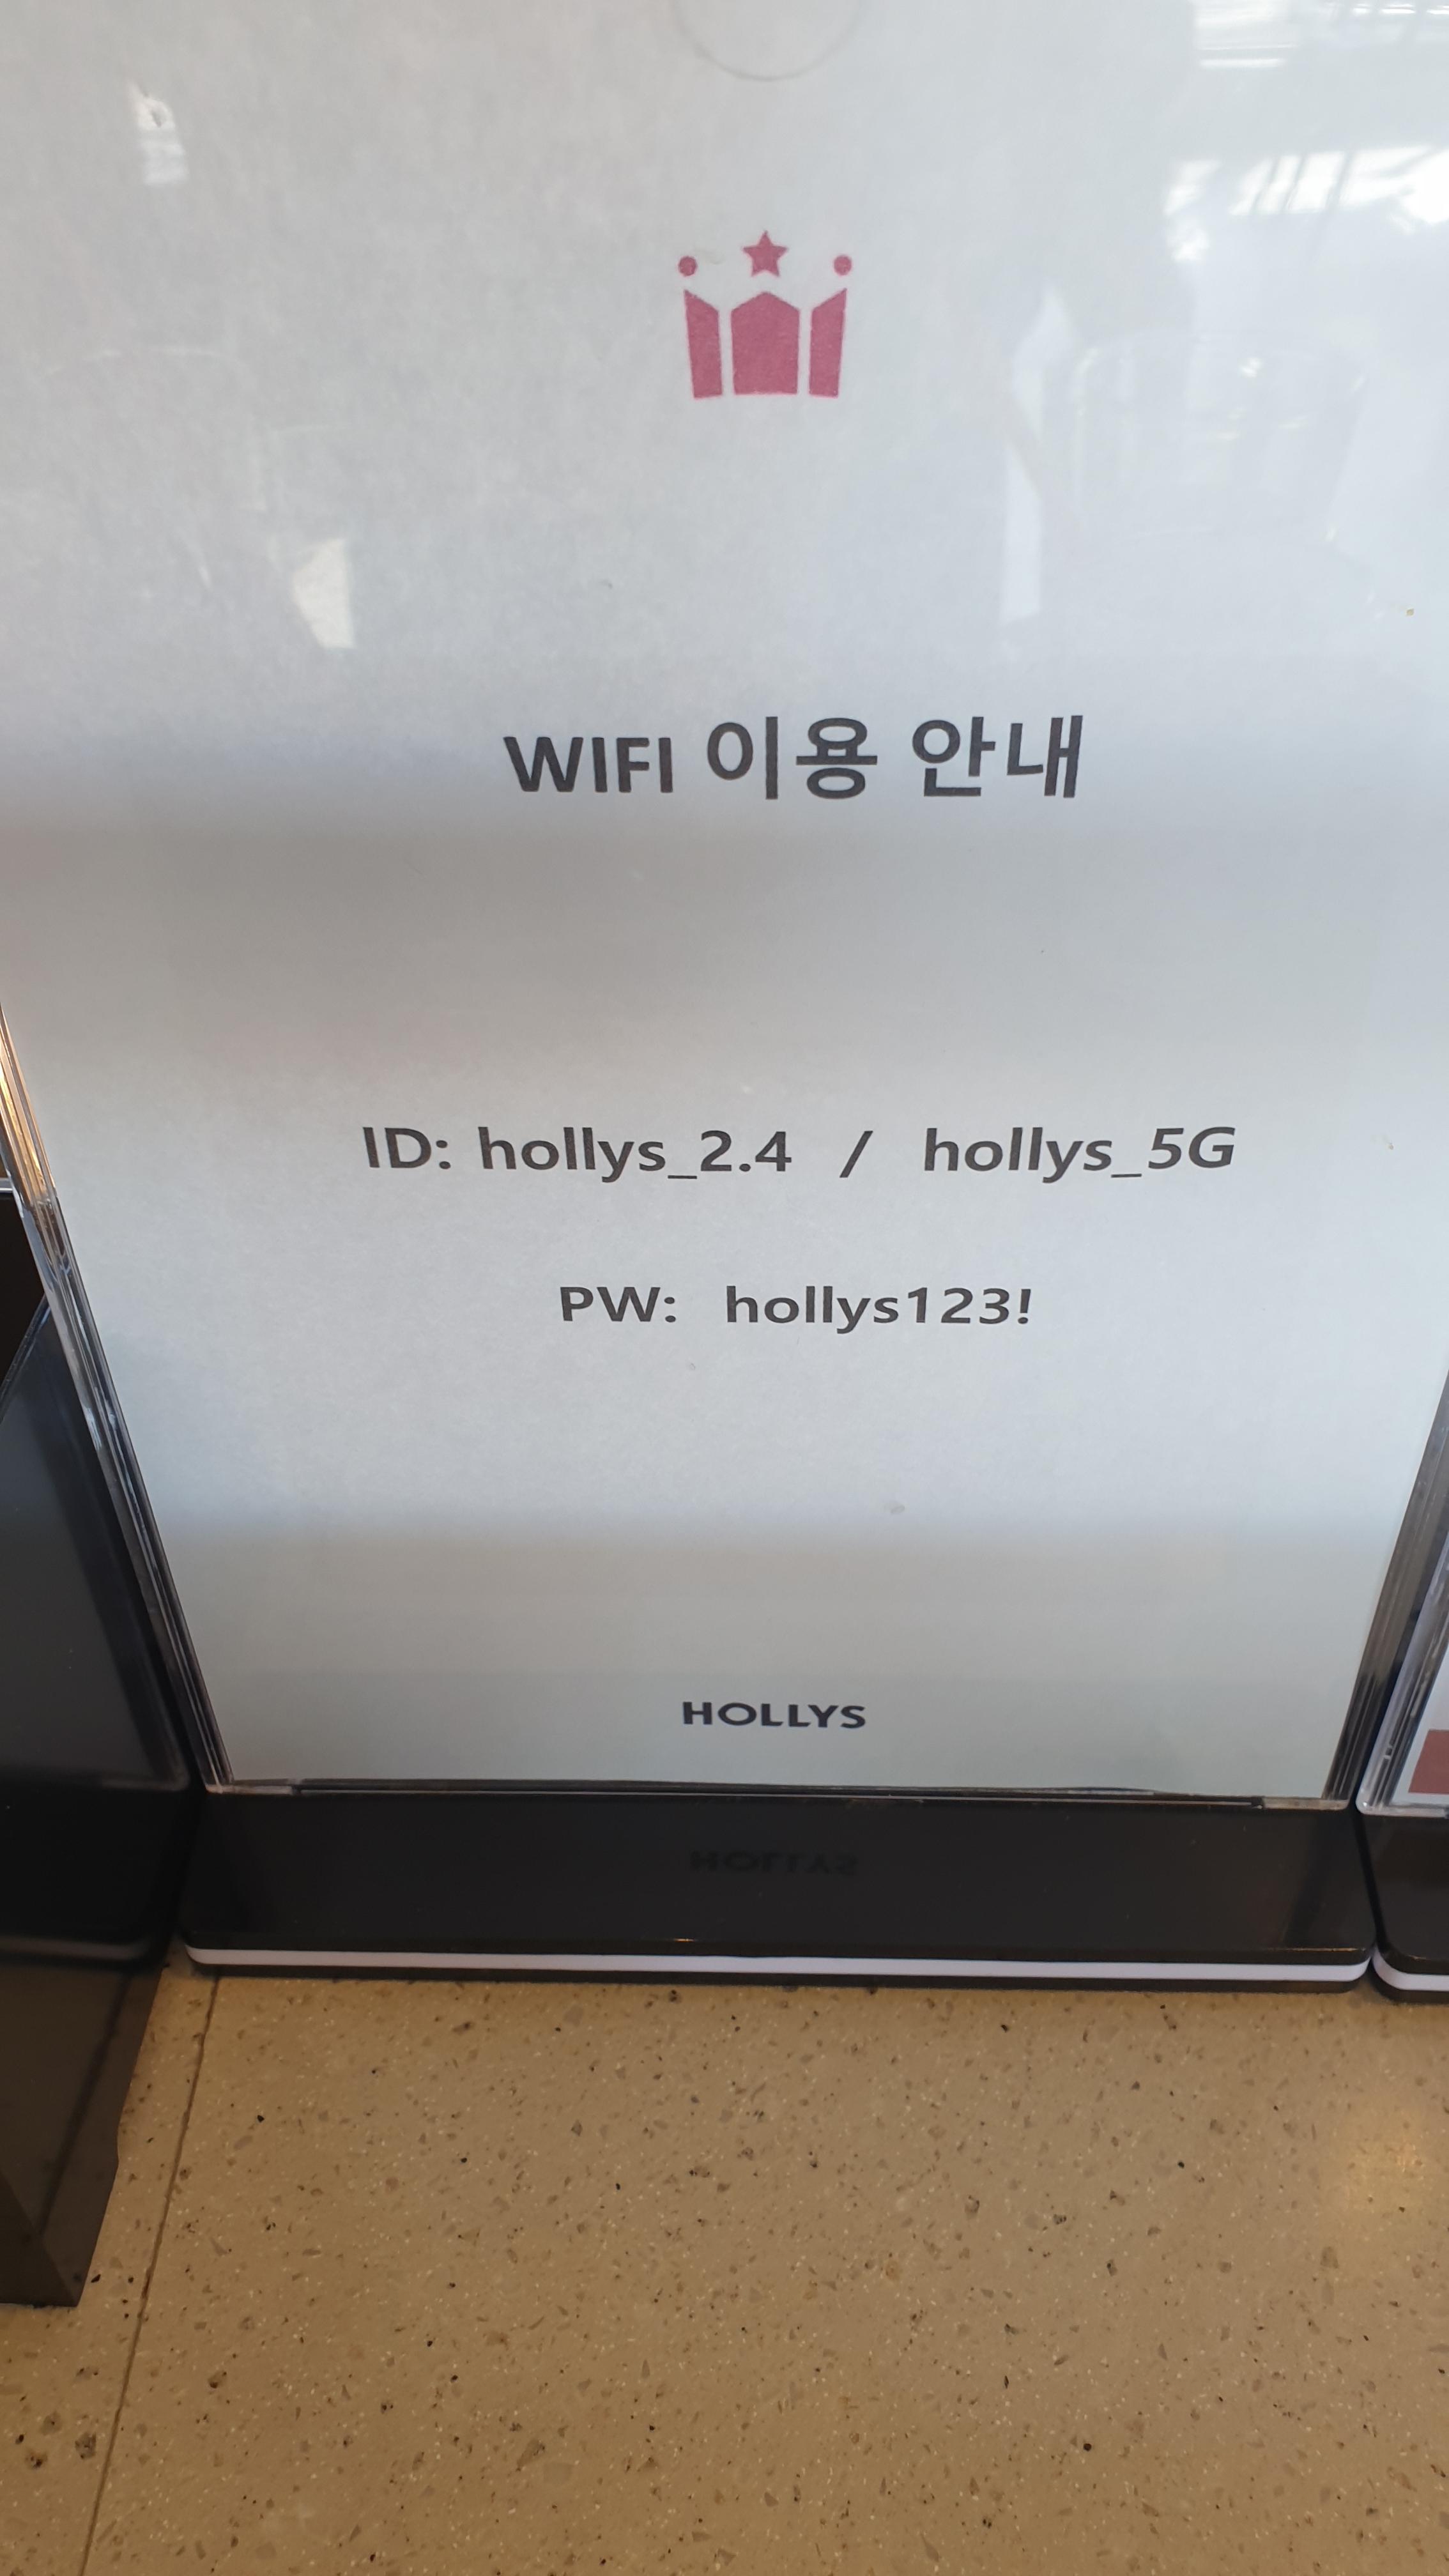 WIFI 이용 안내
ID: hollys_2.4 / hollys_5G
PW: hollys123!
HOLLYS